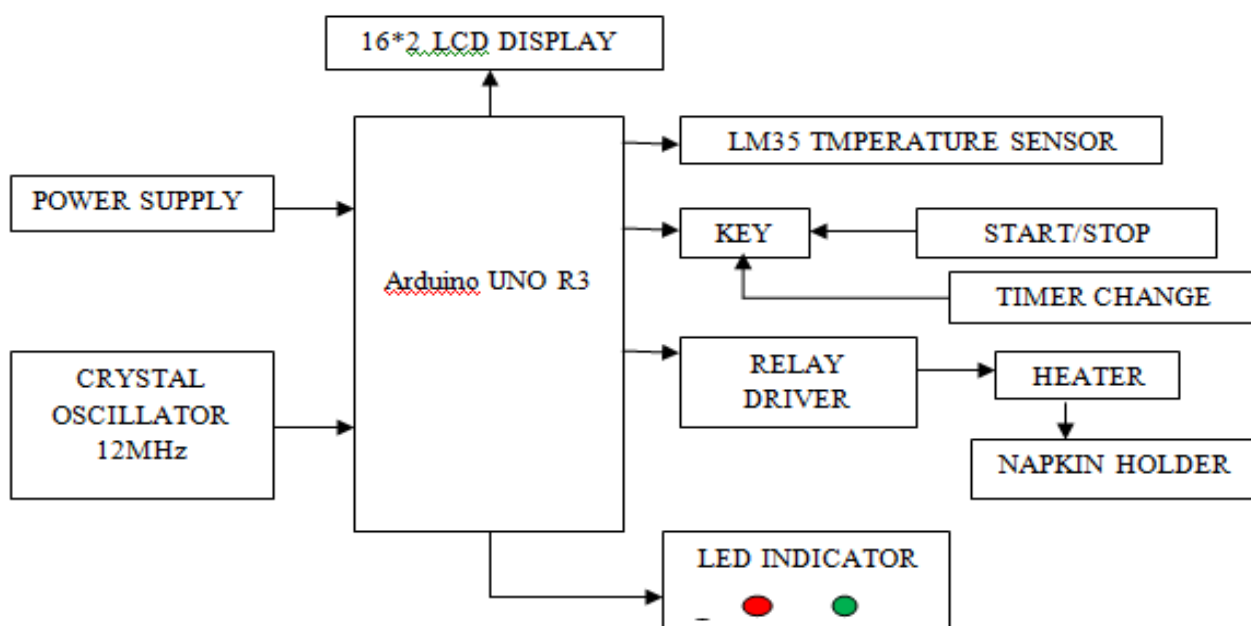 16*2 LCD DISPLAY
LM35 TMPERATURE SENSOR
POWER SUPPLY
KEY
START/STOP
Arduino UNO R3
TIMER CHANGE
CRYSTAL
OSCILLATOR
12MHz
RELAY
DRIVER
HEATER
NAPKIN HOLDER
LED INDICATOR